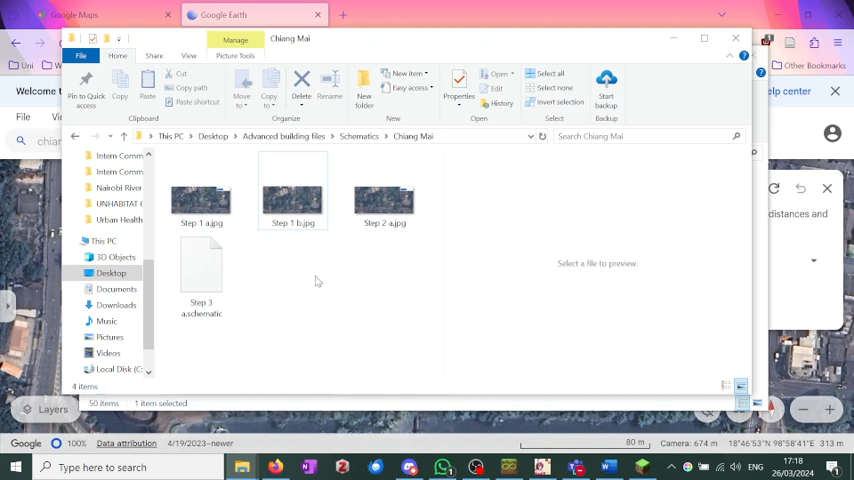 Google Maps
Google Earth
Manage
Chiang Mai
File
Home
Share
View
Picture Tools
Pin to Quick access
Copy
Paste
Cut
Copy path
Paste shortcut
Clipboard
Move to
Copy to
Delete
Rename
Organize
New folder
New item
Easy access
New
Properties
Open
Edit
History
Open
Select all
Select none
Invert selection
Select
Start backup
Backup
This PC
Desktop
Advanced building files
Schematics
Chiang Mai
Search Chiang Mai
Uni
W
Other Bookmarks
Welcome t
elp center
File
Vi
chian
distances and
Intern Comm
Intern Comm
Nairobi River
UNHABITAT C
Urban Health
This PC
3D Objects
Desktop
Documents
Downloads
Music
Pictures
Videos
Local Disk (C:
Step 1 a.jpg
Step 1 b.jpg
Step 2 a.jpg
Step 3
a.schematic
Select a file to preview.
4 items
50 items
1 item selected
Layers
Google
100%
Data attribution
4/19/2023-newer
80 m
Camera: 674 m
18°46'53"N 98°58'41"E
313 m
Type here to search
ENG
17:18
26/03/2024